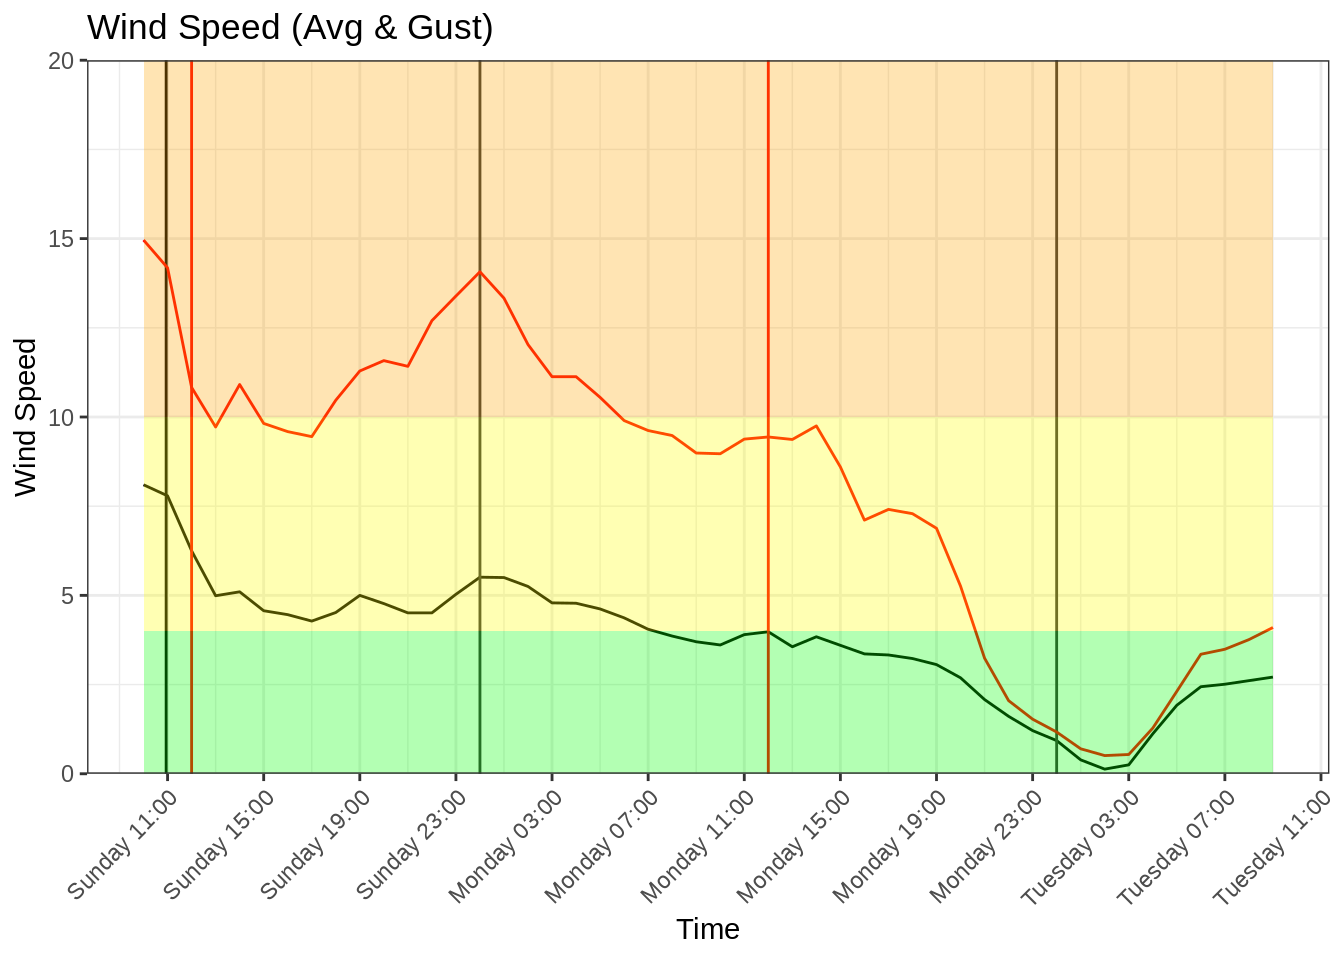 Wind Speed (Avg & Gust)
Wind Speed
20
15
10
5
0
Sunday 11:00
Sunday 15:00
Sunday 19:00
Sunday 23:00
Monday 03:00
Monday 07:00
Monday 11:00
Monday 15:00
Monday 19:00
Monday 23:00
Tuesday 03:00
Tuesday 07:00
Tuesday 11:00
Time